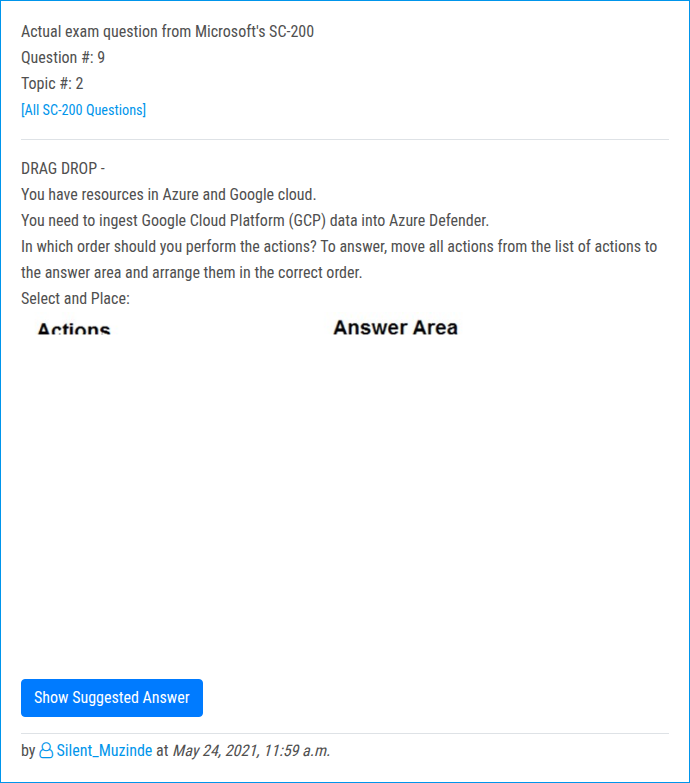 Actual exam question from Microsoft's SC-200
Question #: 9
Topic #: 2
[All SC-200 Questions]
DRAG DROP -
You have resources in Azure and Google cloud.
You need to ingest Google Cloud Platform (GCP) data into Azure Defender.
In which order should you perform the actions? To answer, move all actions from the list of actions to
the answer area and arrange them in the correct order.
Select and Place:
Actions
Answer Area
Show Suggested Answer
by Silent_Muzinde at May 24, 2021, 11:59 a.m.